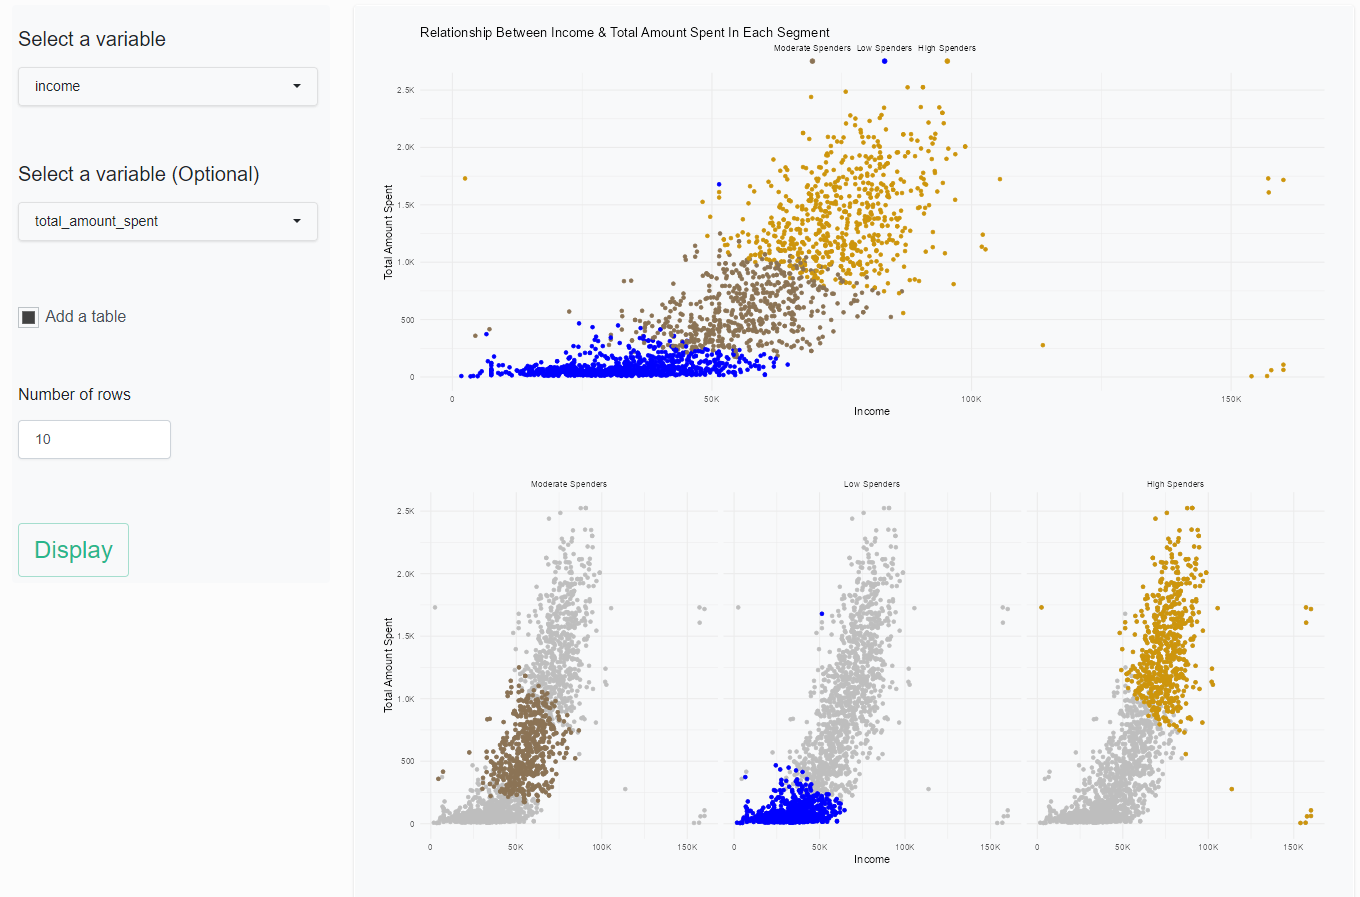 Select a variable
income
Select a variable (Optional)
total_amount_spent
Add a table
Number of rows
10
Display
Relationship Between Income & Total Amount Spent In Each Segment
Moderate Spenders Low Spenders High Spenders
2.5K
2.0K
1.5K
1.0K
500
0
Total Amount Spent
0 50K 100K 150K
Income
Moderate Spenders Low Spenders High Spenders
2.5K
2.0K
1.5K
1.0K
500
0
Total Amount Spent
0 50K 100K 150K 0 50K 100K 150K 0 50K 100K 150K
Income